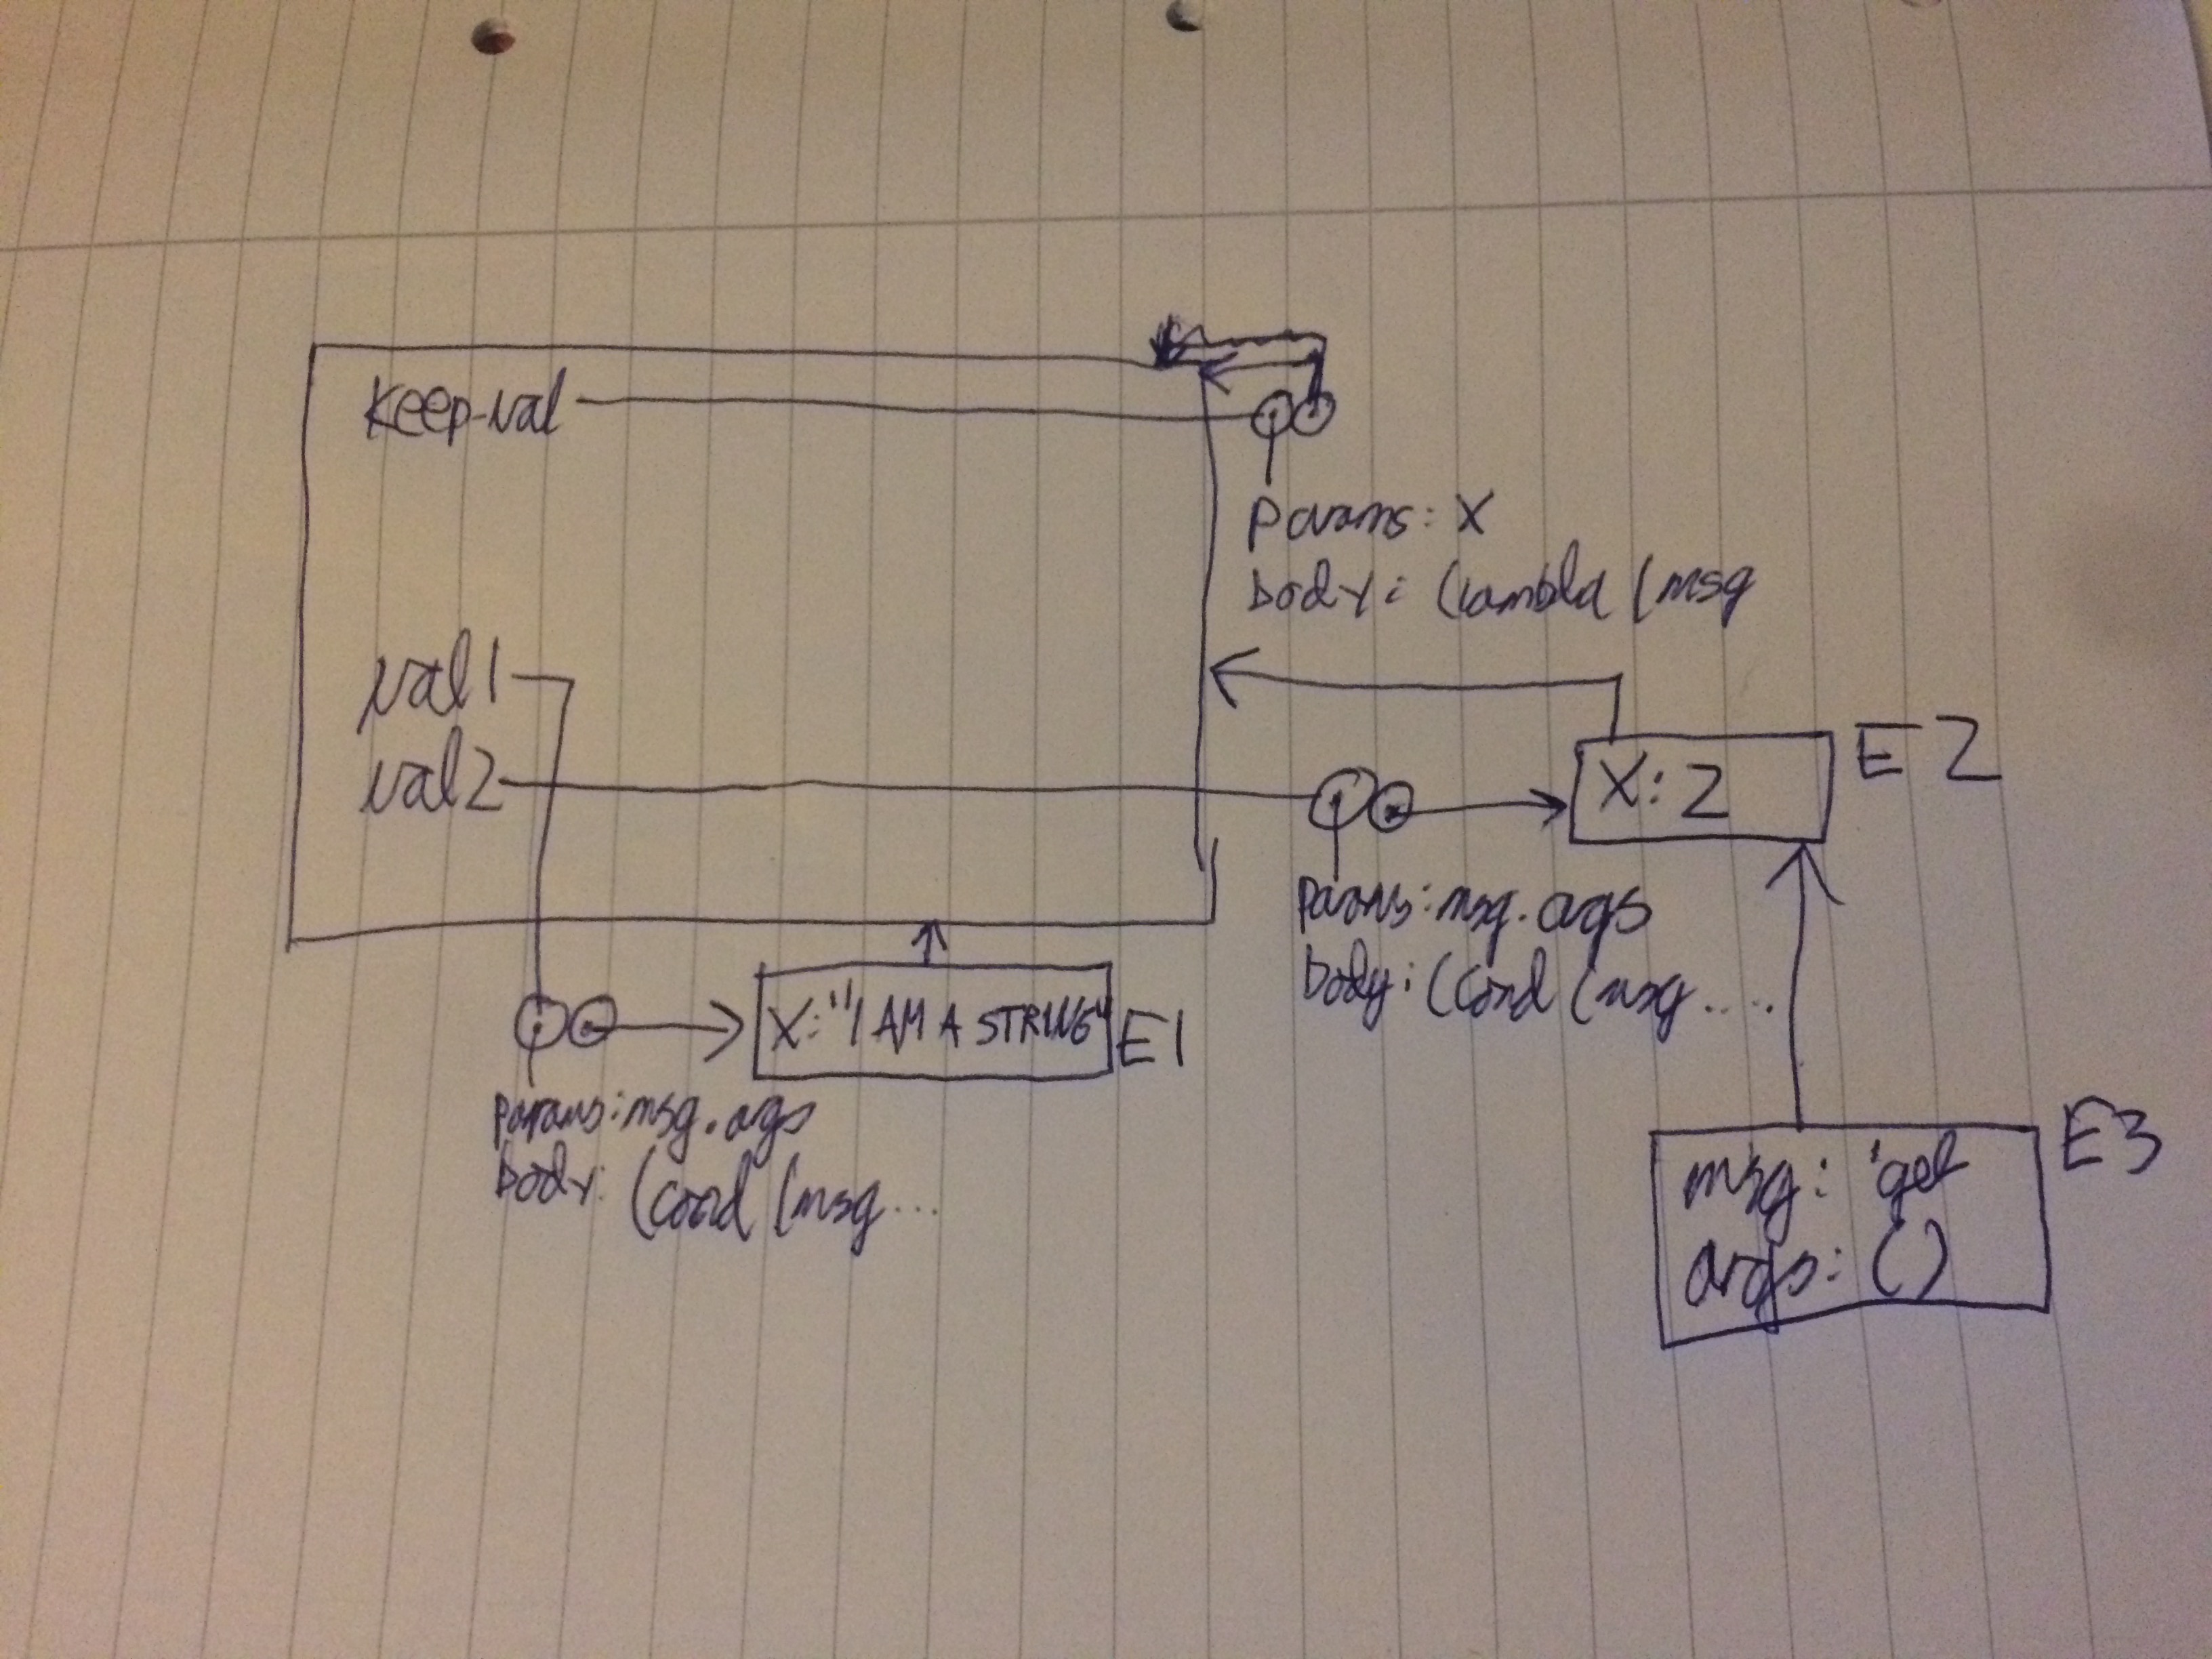 Keep-val
val1
val2
params: x
body: (lambda (msg
params: msg . args
body: (cond (msg ...
x: "I AM A STRING"
E1
x: 2
E2
params: msg . args
body: (cond (msg ....
msg: 'get
args: ()
E3